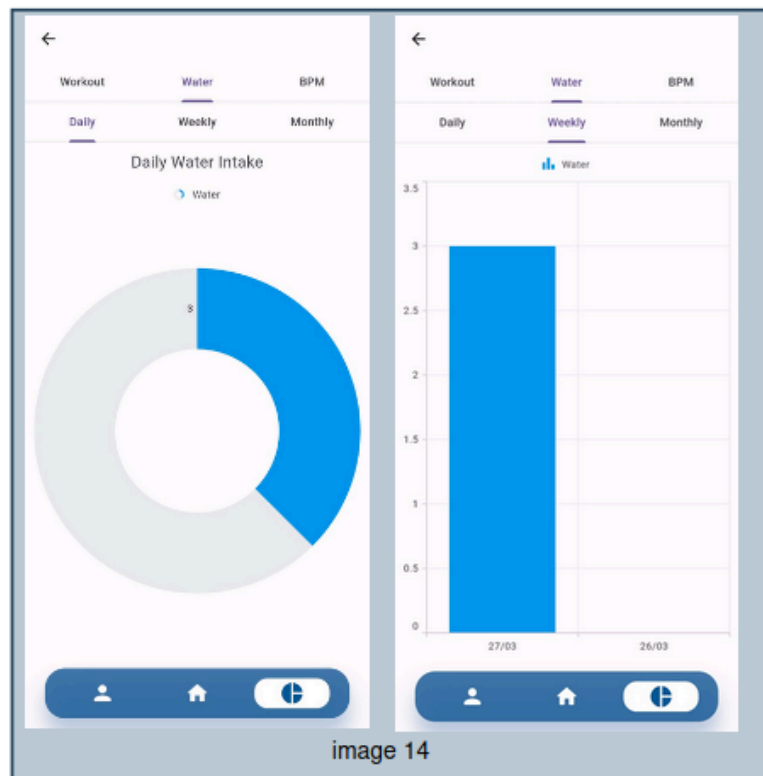 Workout Water BPM
Daily Weekly Monthly
Daily Water Intake
Water
3
Workout Water BPM
Daily Weekly Monthly
Water
3.5
3
2.5
2
1.5
1
0.5
0
27/03 26/03
image 14